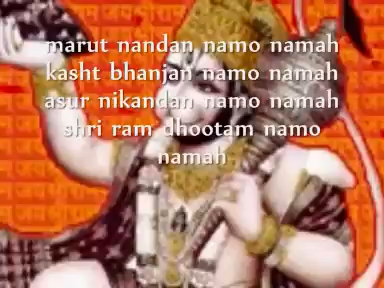 marut nandan namo namah
kasht bhanjan namo namah
asur nikandan namo namah
shri ram dhootam namo
namah